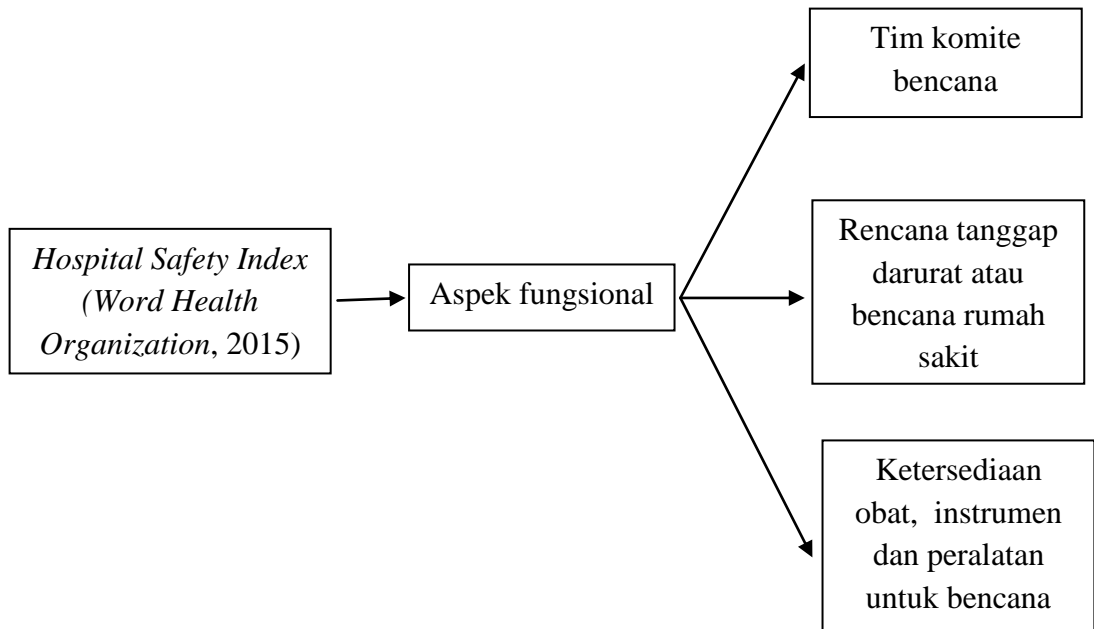 Tim komite
bencana
Hospital Safety Index
(Word Health
Organization, 2015)
Aspek fungsional
Rencana tanggap
darurat atau
bencana rumah
sakit
Ketersediaan
obat, instrumen
dan peralatan
untuk bencana